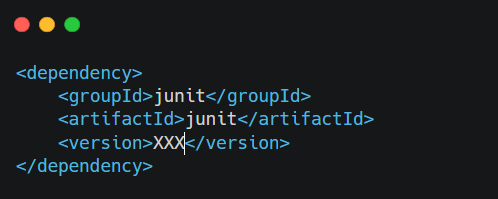 <dependency>
<groupId>junit</groupId>
<artifactId>junit</artifactId>
<version>XXX</version>
</dependency>